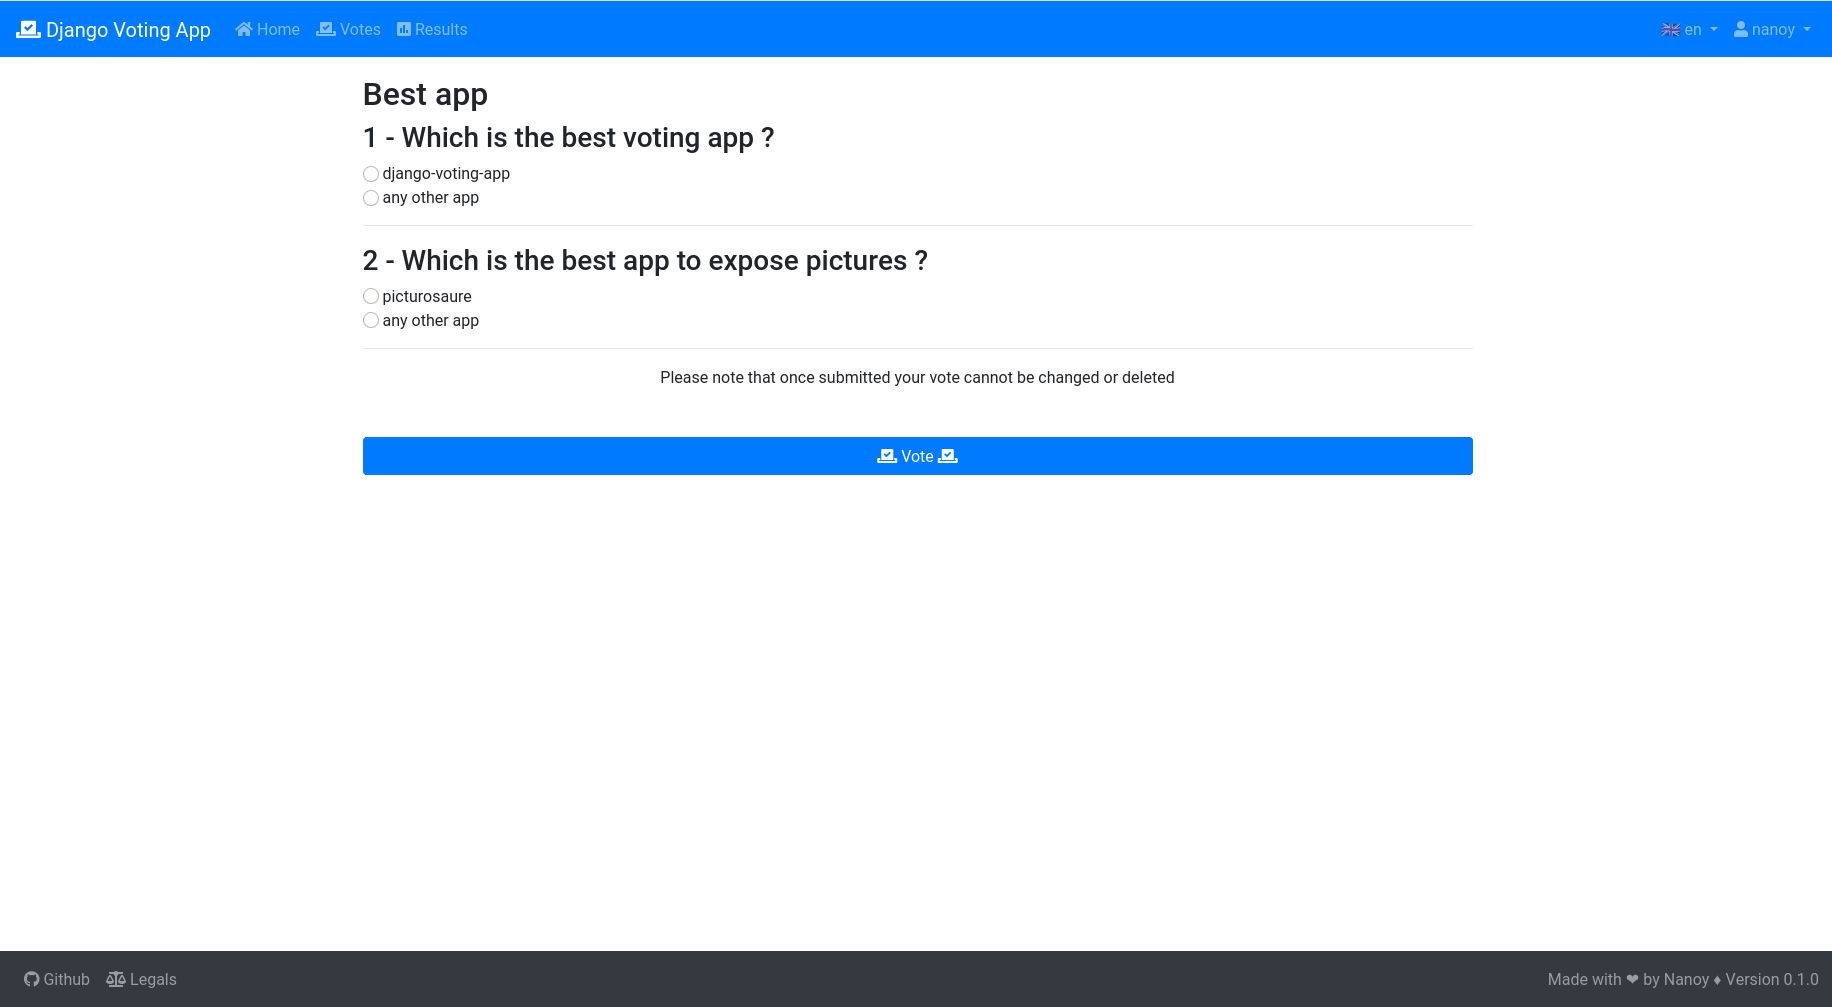 Django Voting App Home Votes Results en nanoy
Best app
1 - Which is the best voting app ?
django-voting-app
any other app
2 - Which is the best app to expose pictures ?
picturosaure
any other app
Please note that once submitted your vote cannot be changed or deleted
Vote
Github Legals Made with ❤ by Nanoy ♦ Version 0.1.0